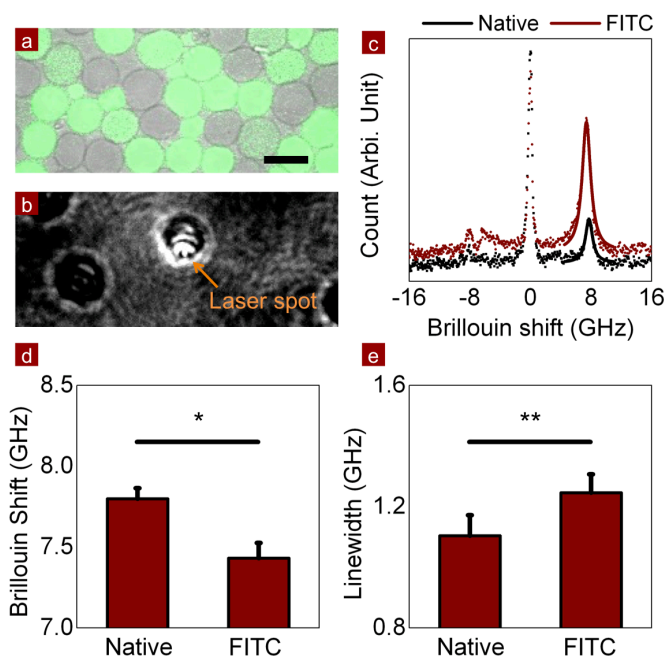 a
b
Laser spot
c
Native FITC
Count (Arbi. Unit)
-16 -8 0 8 16
Brillouin shift (GHz)
d
Brillouin Shift (GHz)
8.5
8.0
7.5
7.0
*
Native FITC
e
Linewidth (GHz)
1.6
1.2
0.8
**
Native FITC